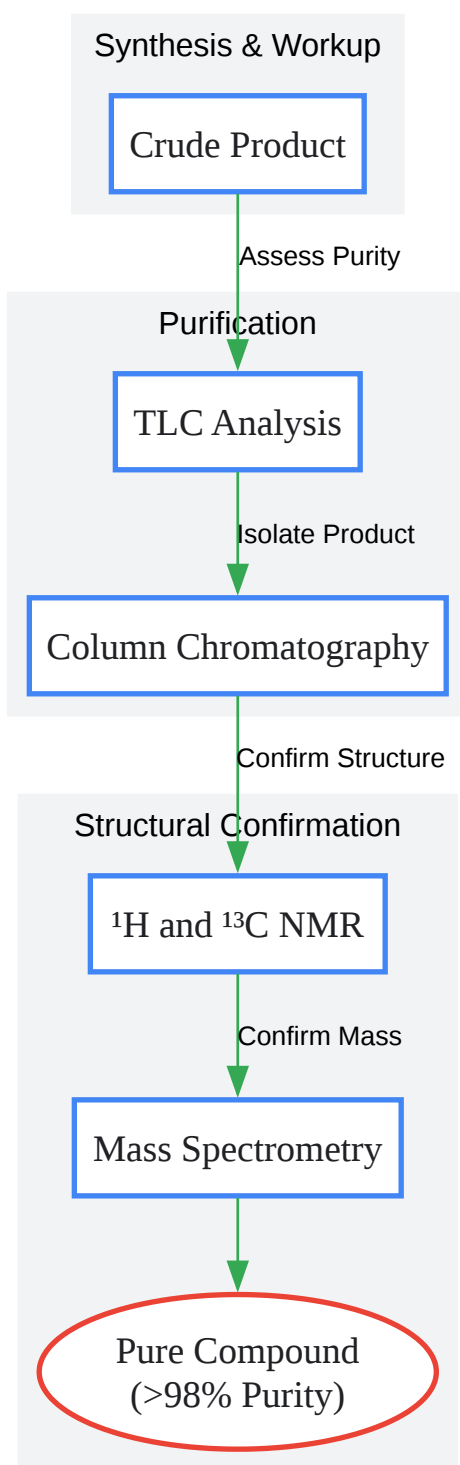 Synthesis & Workup
Crude Product
Assess Purity
Purification
TLC Analysis
Isolate Product
Column Chromatography
Confirm Structure
Structural Confirmation
¹H and ¹³C NMR
Confirm Mass
Mass Spectrometry
Pure Compound
(>98% Purity)